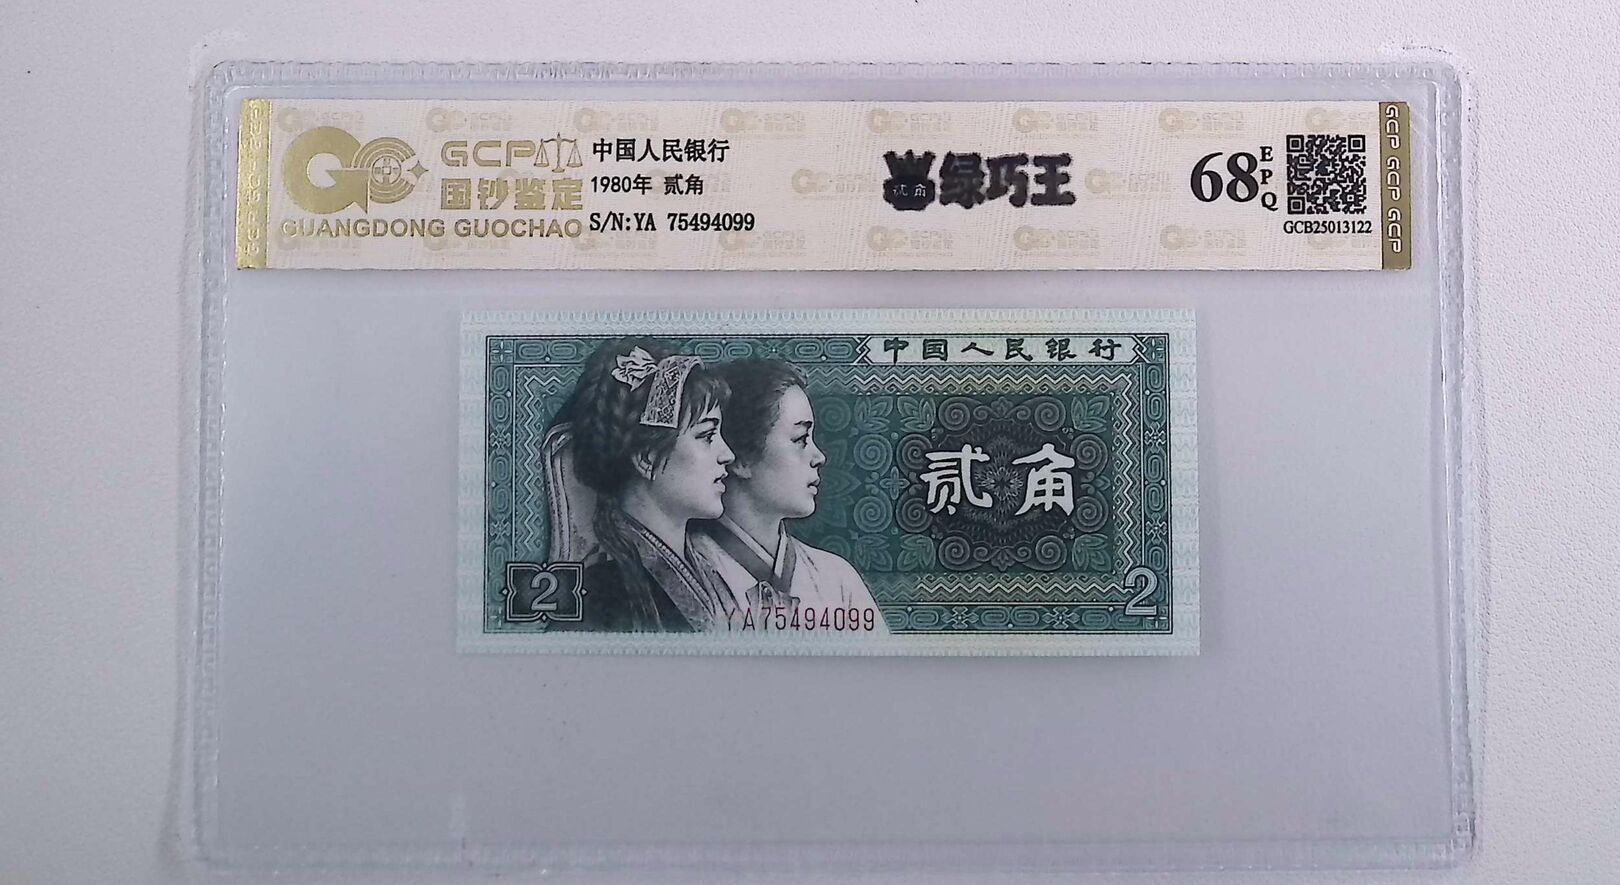 GCP
国钞鉴定
GUANGDONG GUOCHAO
中国人民银行
1980年 贰角
S/N:YA 75494099
贰角
绿巧王
68
EPQ
GCB25013122
GCP GCP GCP
中国人民银行
贰角
2
2
YA75494099